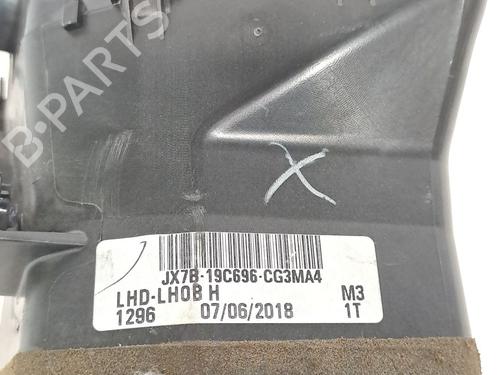 B-PARTS
X
JX7B-19C696-CG3MA4
LHD-LHOB H M3
1296 07/06/2018 1T